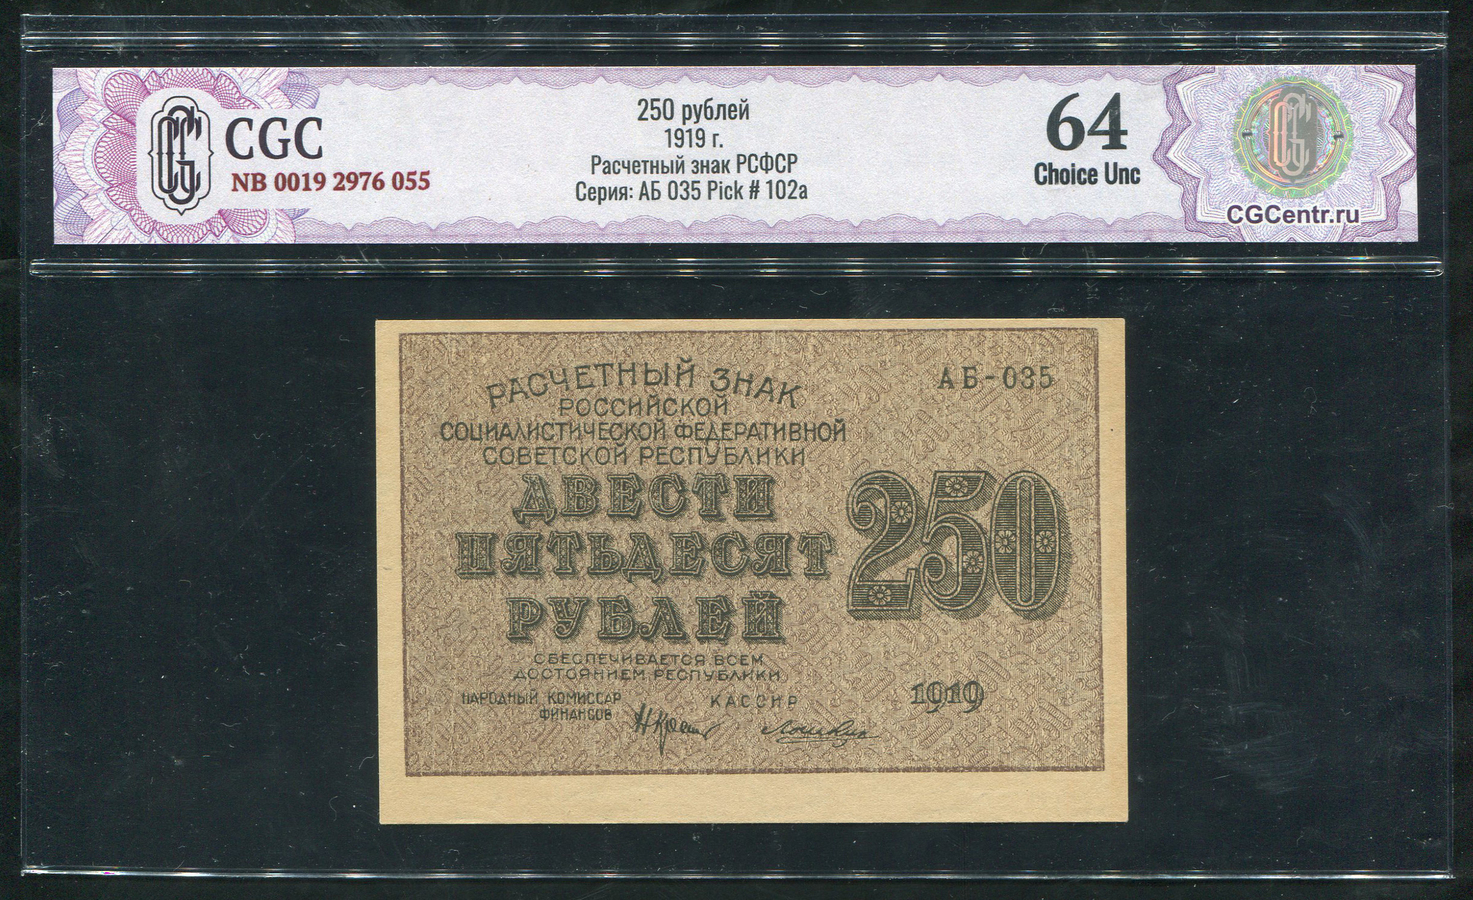 CGC
NB 0019 2976 055
250 рублей
1919 г.
Расчетный знак РСФСР
Серия: АБ 035 Pick # 102a
64
Choice Unc
CGCentr.ru
РАСЧЕТНЫЙ ЗНАК
РОССИЙСКОЙ
СОЦИАЛИСТИЧЕСКОЙ ФЕДЕРАТИВНОЙ
СОВЕТСКОЙ РЕСПУБЛИКИ
АБ-035
ДВЕСТИ
ПЯТЬДЕСЯТ
РУБЛЕЙ
250
ОБЕСПЕЧИВАЕТСЯ ВСЕМ
ДОСТОЯНИЕМ РЕСПУБЛИКИ
НАРОДНЫЙ КОМИССАР
ФИНАНСОВ
КАССИР
1919